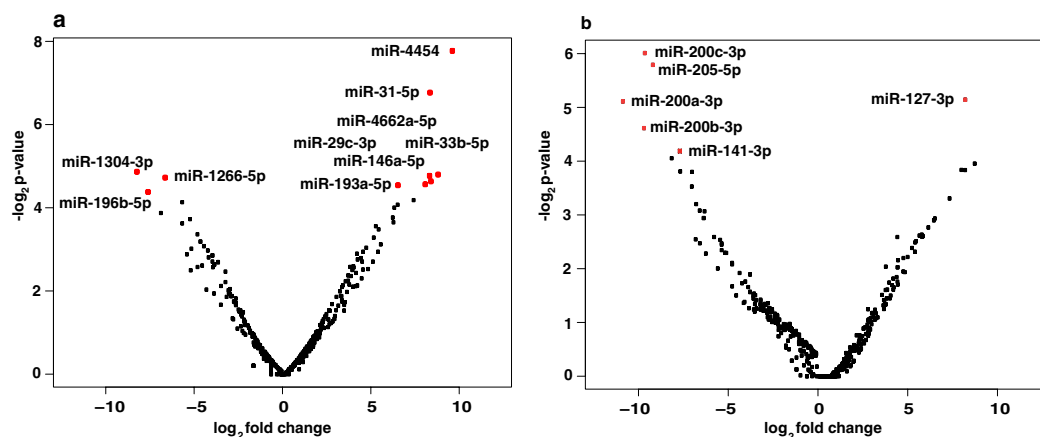 a
8
6
4
2
0
-log2 p-value
miR-4454
miR-31-5p
miR-4662a-5p
miR-29c-3p miR-33b-5p
miR-146a-5p
miR-193a-5p
miR-1304-3p
miR-1266-5p
miR-196b-5p
−10 −5 0 5 10
log2 fold change
b
6
5
4
3
2
1
0
-log2 p-value
miR-200c-3p
miR-205-5p
miR-200a-3p
miR-127-3p
miR-200b-3p
miR-141-3p
−10 −5 0 5 10
log2 fold change